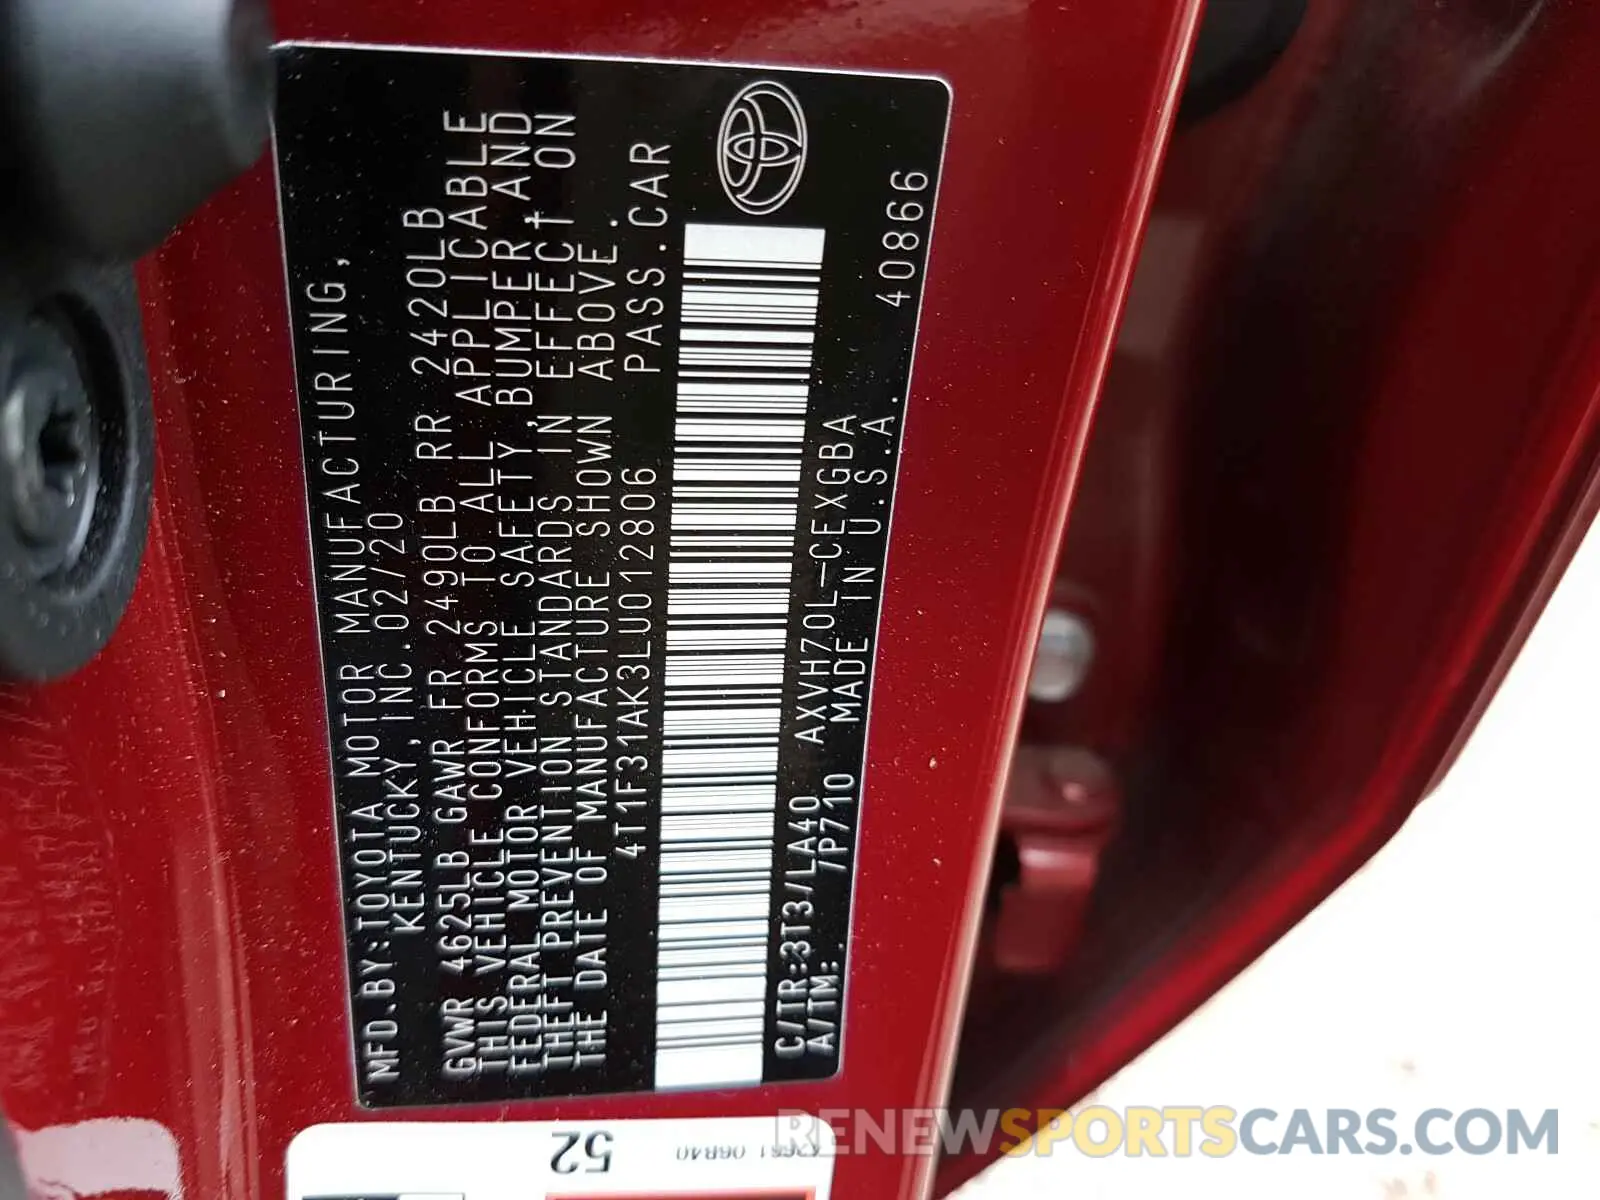 MFD.BY:TOYOTA MOTOR MANUFACTURING,
KENTUCKY,INC.02/20
GVWR 4625LB GAWR FR 2490LB RR 2420LB
THIS VEHICLE CONFORMS TO ALL APPLICABLE
FEDERAL MOTOR VEHICLE SAFETY,BUMPER,AND
THEFT PREVENTION STANDARDS IN EFFECT ON
THE DATE OF MANUFACTURE SHOWN ABOVE.
4T1F31AK3LU012806 PASS.CAR
C/TR:3T3/LA40 AXVH70L-CEXGBA
A/TM: /P710 MADE IN U.S.A. 40866
52
06B40
RENEWSPORTSCARS.COM